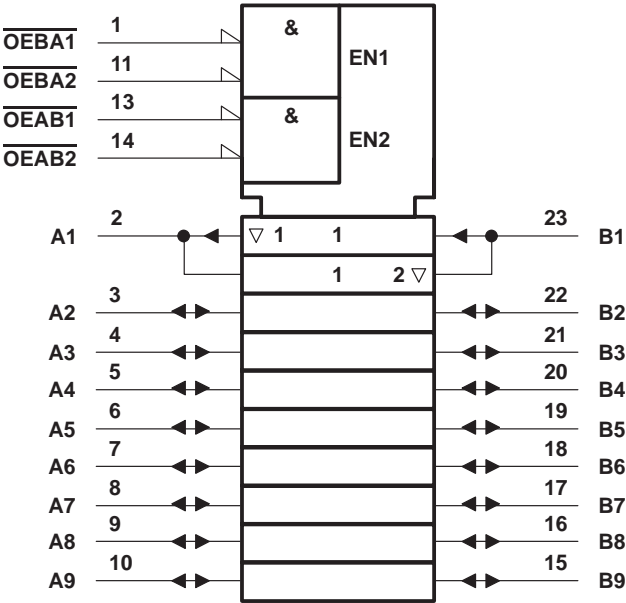 OEBA1 1 &
EN1
OEBA2 11
OEAB1 13 &
OEAB2 14 EN2
A1 2 ▽ 1 1 23 B1
1 2 ▽
A2 3 22 B2
A3 4 21 B3
A4 5 20 B4
A5 6 19 B5
A6 7 18 B6
A7 8 17 B7
A8 9 16 B8
A9 10 15 B9